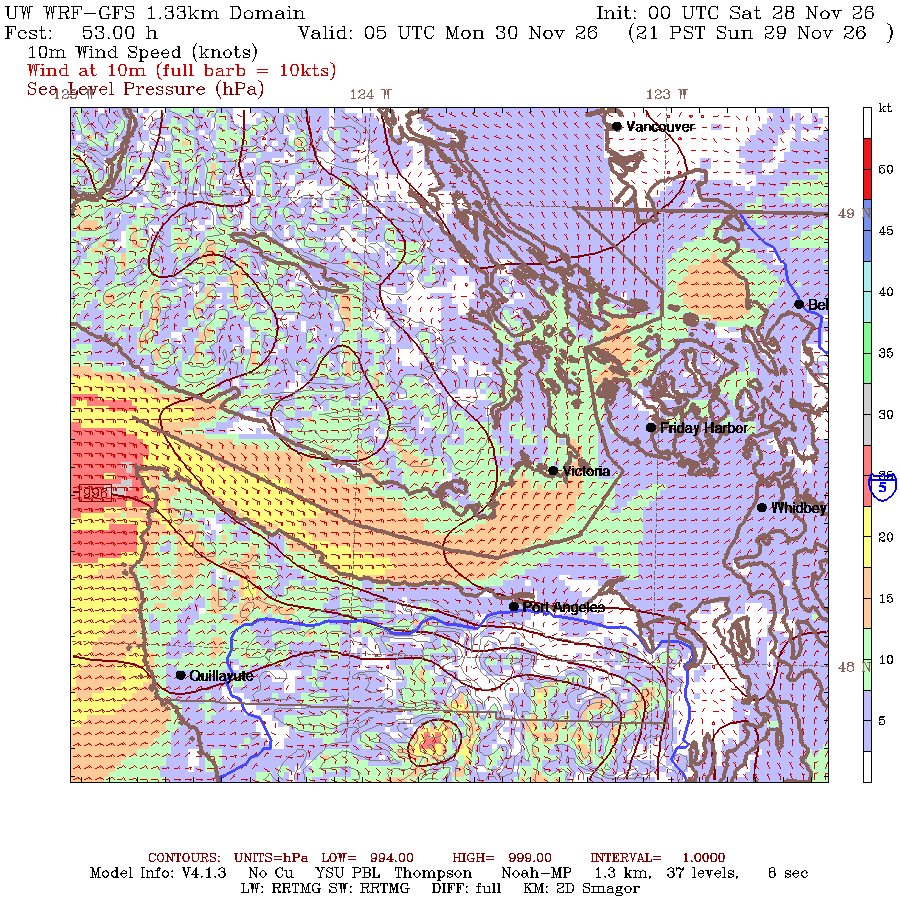 UW WRF-GFS 1.33km Domain Init: 00 UTC Sat 28 Nov 26
Fcst: 53.00 h Valid: 05 UTC Mon 30 Nov 26 (21 PST Sun 29 Nov 26 )
10m Wind Speed (knots)
Wind at 10m (full barb = 10kts)
Sea Level Pressure (hPa)
125 W 124 W 123 W
kt
Vancouver
60
49 N
45
Bel
40
35
Friday Harbor
30
Victoria
25
996
5
Whidbey
20
Port Angeles
15
48 N
10
Quillayute
5
CONTOURS: UNITS=hPa LOW= 994.00 HIGH= 999.00 INTERVAL= 1.0000
Model Info: V4.1.3 No Cu YSU PBL Thompson Noah-MP 1.3 km, 37 levels, 8 sec
LW: RRTMG SW: RRTMG DIFF: full KM: 2D Smagor